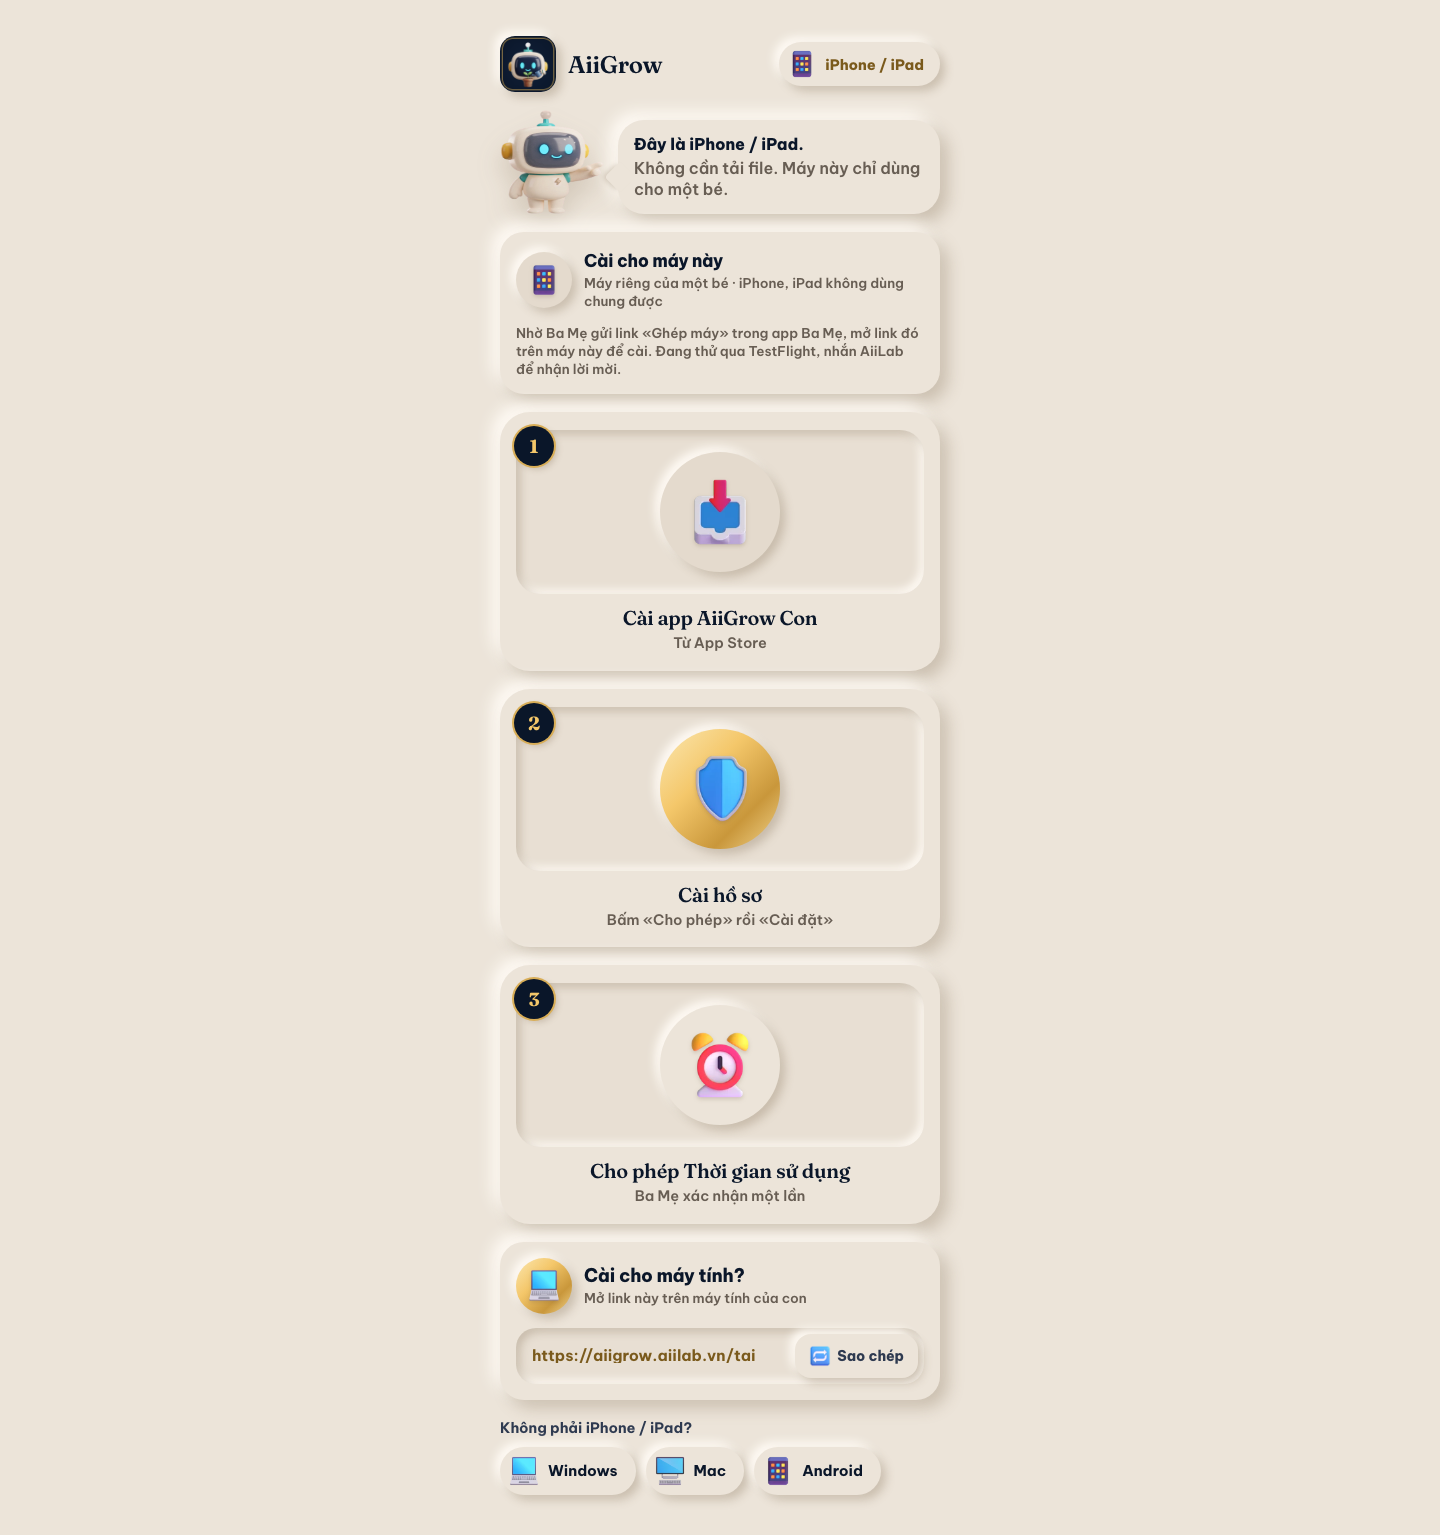 AiiGrow
iPhone / iPad
Đây là iPhone / iPad.
Không cần tải file. Máy này chỉ dùng
cho một bé.
Cài cho máy này
Máy riêng của một bé · iPhone, iPad không dùng
chung được
Nhờ Ba Mẹ gửi link «Ghép máy» trong app Ba Mẹ, mở link đó
trên máy này để cài. Đang thử qua TestFlight, nhắn AiiLab
để nhận lời mời.
1
Cài app AiiGrow Con
Từ App Store
2
Cài hồ sơ
Bấm «Cho phép» rồi «Cài đặt»
3
Cho phép Thời gian sử dụng
Ba Mẹ xác nhận một lần
Cài cho máy tính?
Mở link này trên máy tính của con
https://aiigrow.aiilab.vn/tai
Sao chép
Không phải iPhone / iPad?
Windows
Mac
Android